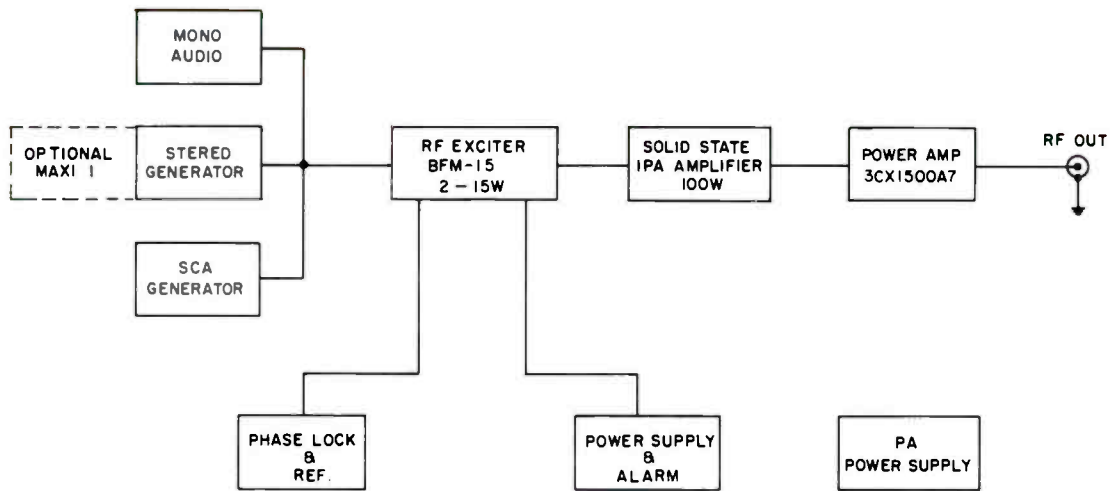 MONO
AUDIO
OPTIONAL
MAXI 1
STERED
GENERATOR
SCA
GENERATOR
RF EXCITER
BFM-15
2-15W
SOLID STATE
IPA AMPLIFIER
100W
POWER AMP
3CX1500A7
RF OUT
PHASE LOCK
&
REF.
POWER SUPPLY
&
ALARM
PA
POWER SUPPLY